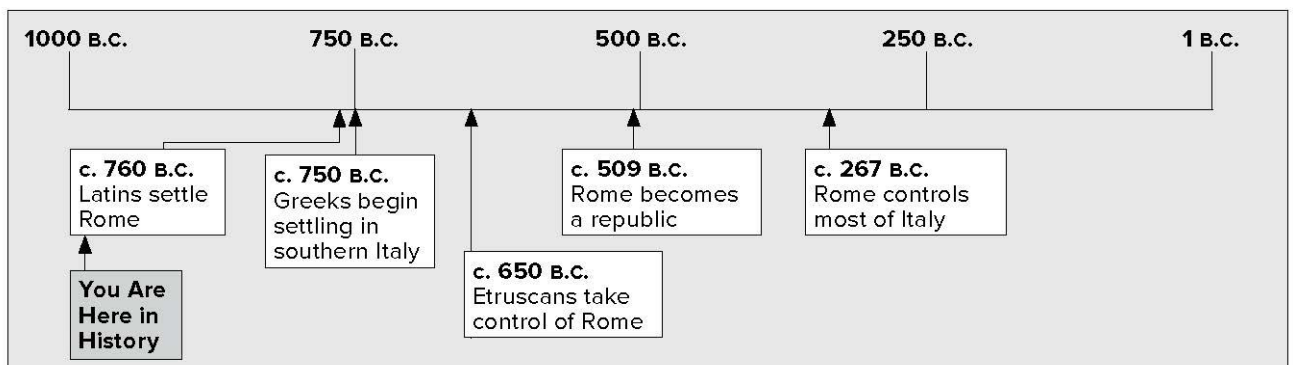 1000 B.C. 750 B.C. 500 B.C. 250 B.C. 1 B.C.
c. 760 B.C.
Latins settle
Rome
c. 750 B.C.
Greeks begin
settling in
southern Italy
c. 509 B.C.
Rome becomes
a republic
c. 267 B.C.
Rome controls
most of Italy
c. 650 B.C.
Etruscans take
control of Rome
You Are
Here in
History